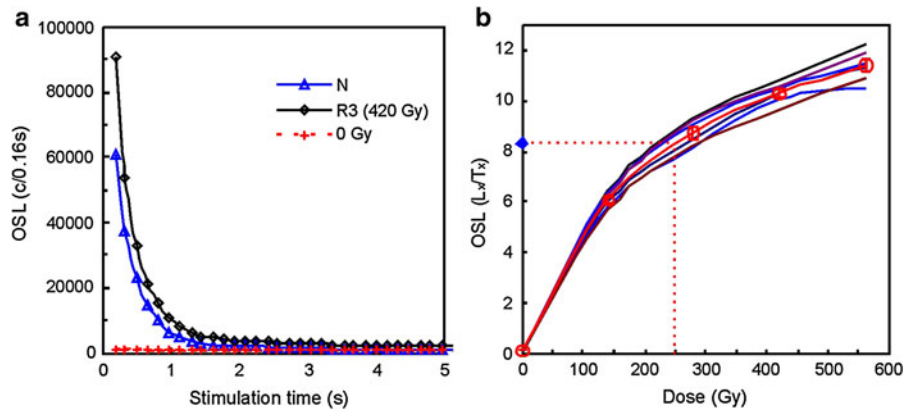 a
OSL (c/0.16s)
100000
80000
60000
40000
20000
0
N
R3 (420 Gy)
0 Gy
0 1 2 3 4 5
Stimulation time (s)
b
OSL (Lx/Tx)
12
10
8
6
4
2
0
0 100 200 300 400 500 600
Dose (Gy)